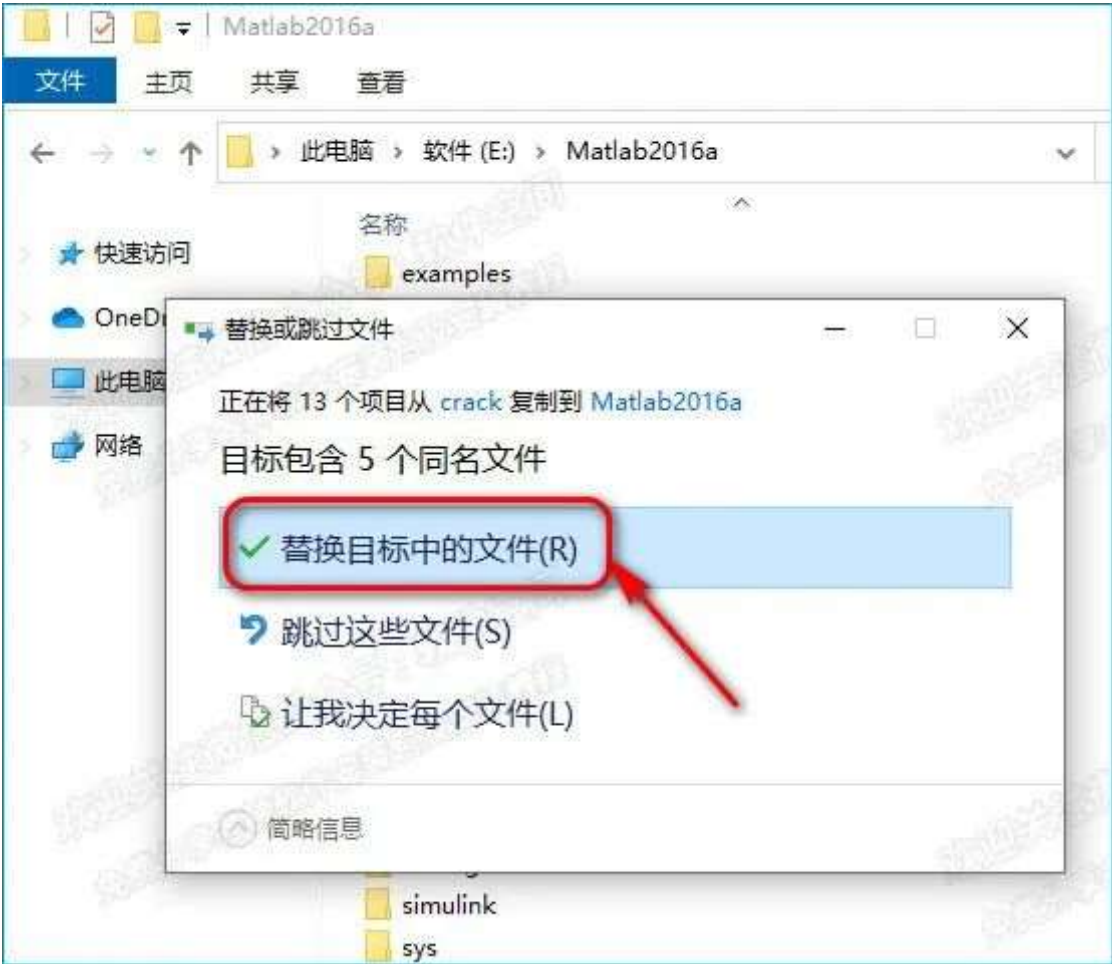 Matlab2016a
文件 主页 共享 查看
此电脑 › 软件 (E:) › Matlab2016a
名称
快速访问
examples
OneDr
替换或跳过文件
此电脑
正在将 13 个项目从 crack 复制到 Matlab2016a
网络
目标包含 5 个同名文件
替换目标中的文件(R)
跳过这些文件(S)
让我决定每个文件(L)
简略信息
simulink
sys